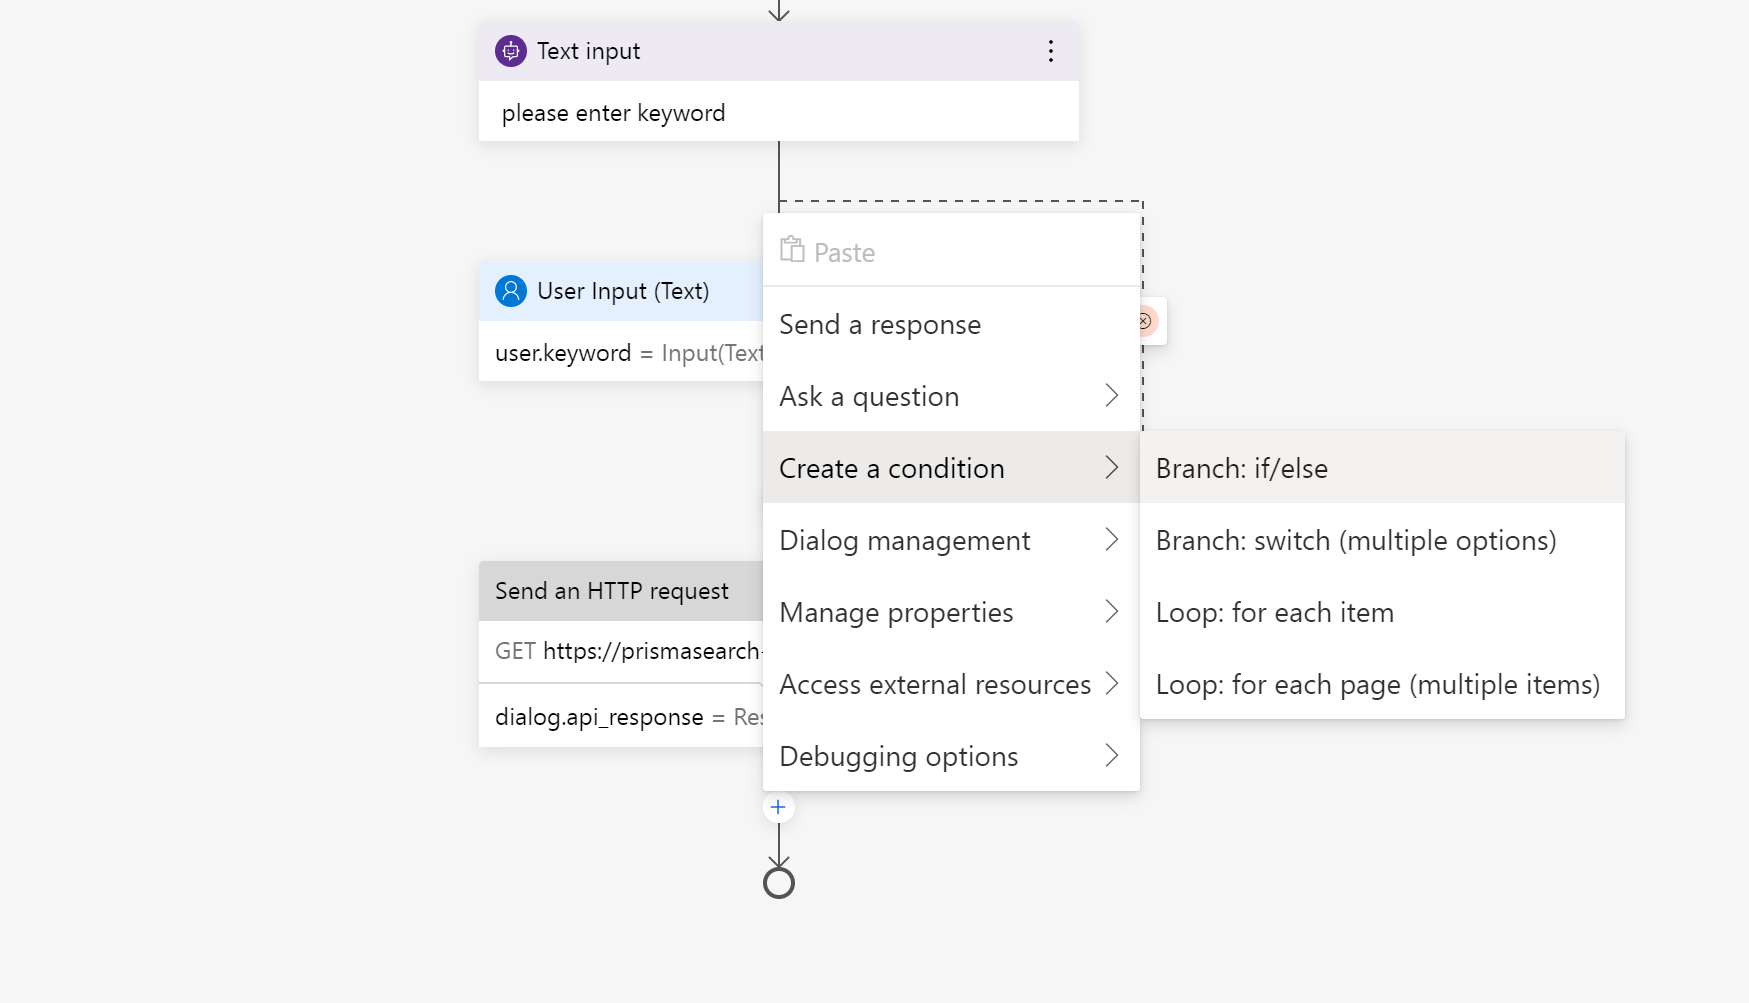 Text input
please enter keyword
Paste
User Input (Text)
Send a response
user.keyword = Input(Text
Ask a question
Create a condition
Branch: if/else
Dialog management
Branch: switch (multiple options)
Send an HTTP request
Manage properties
Loop: for each item
GET https://prismasearch-
Access external resources
Loop: for each page (multiple items)
dialog.api_response = Res
Debugging options